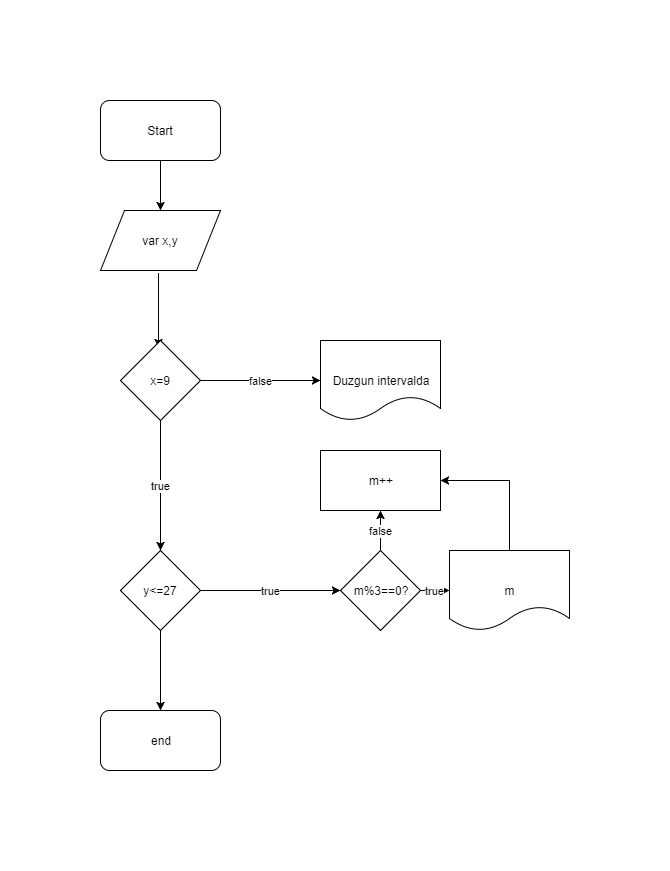 Start
var x,y
x=9
false
Duzgun intervalda
m++
true
false
y<=27
true
m%3==0?
true
m
end